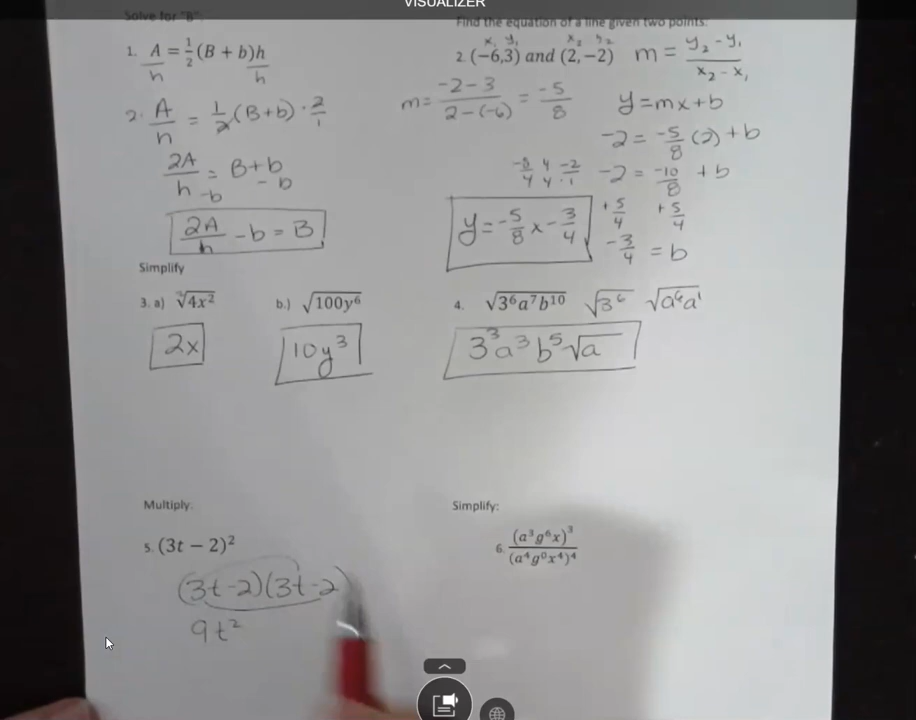 VISUALIZER
Solve for "B":
1. A = 1/2 (B + b)h
h h
2. A/h = 1/2 (B+b) · 2/1
2A/h = B+b
-b -b
2A/h - b = B
Find the equation of a line given two points:
x₁ y₁ x₂ y₂
2. (−6,3) and (2,−2) m = y₂ - y₁ / x₂ - x₁
m = -2-3 / 2-(-6) = -5/8
y = mx + b
-2 = -5/8 (2) + b
-2 = -10/8 + b
+5/4 +5/4
-3/4 = b
y = -5/8 x - 3/4
Simplify
3. a) √4x²
2x
b.) √100y⁶
10y³
4. √3⁶a⁷b¹⁰ √3⁶ √a⁶a¹
3³a³b⁵√a
Multiply:
5. (3t − 2)²
(3t-2)(3t-2)
9t²
Simplify:
6. (a³g⁶x)³ / (a⁴g⁰x⁴)⁴